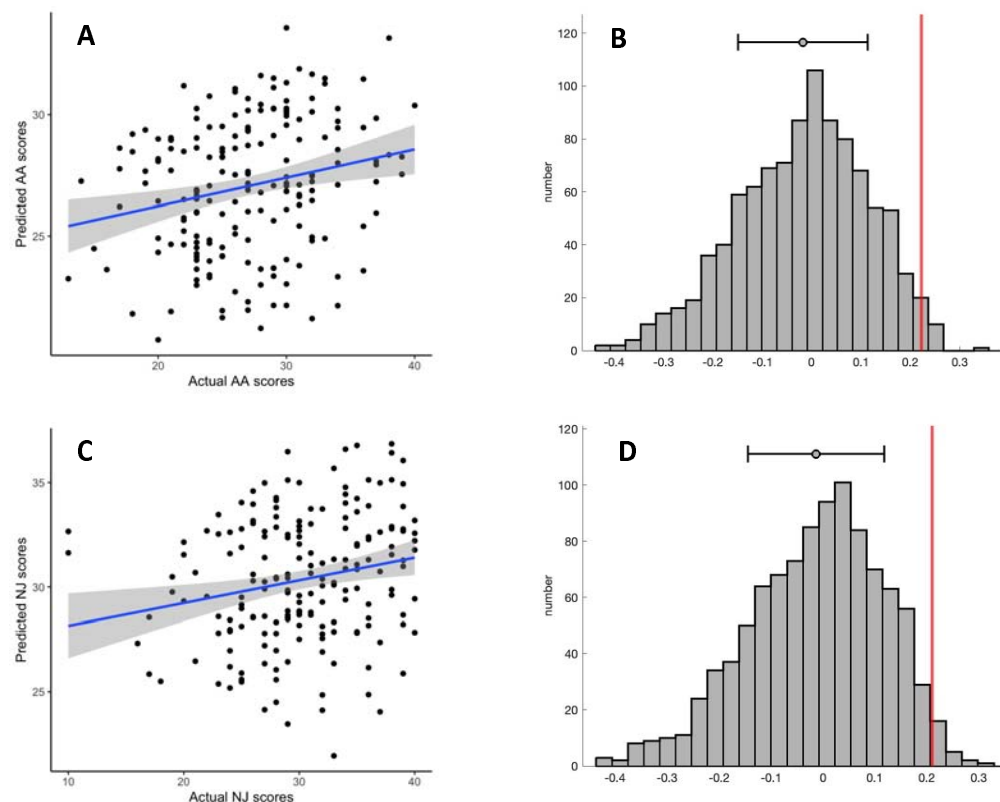 A
30
25
Predicted AA scores
20 30 40
Actual AA scores
B
120
100
80
60
40
20
0
number
-0.4 -0.3 -0.2 -0.1 0 0.1 0.2 0.3
C
35
30
25
Predicted NJ scores
10 20 30 40
Actual NJ scores
D
120
100
80
60
40
20
0
number
-0.4 -0.3 -0.2 -0.1 0 0.1 0.2 0.3